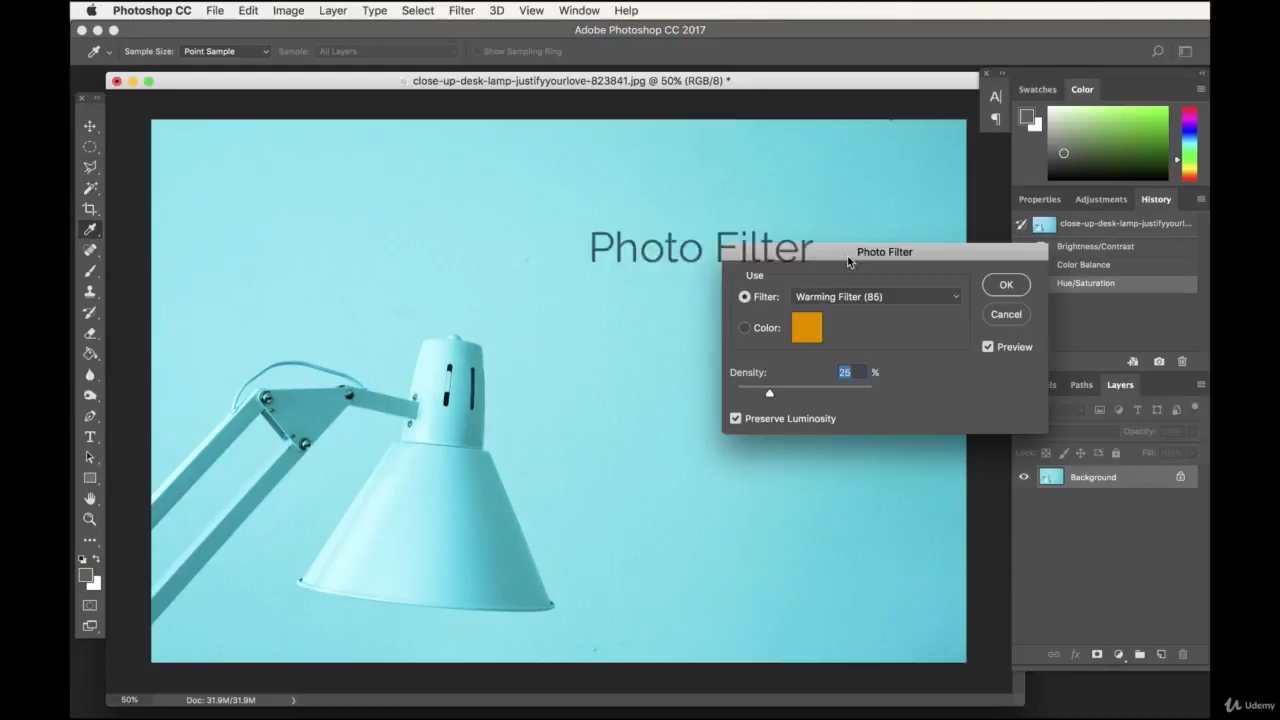 Photoshop CC File Edit Image Layer Type Select Filter 3D View Window Help
Adobe Photoshop CC 2017
Sample Size: Point Sample Sample: All Layers Show Sampling Ring
close-up-desk-lamp-justifyyourlove-823841.jpg @ 50% (RGB/8) *
Swatches Color
Properties Adjustments History
close-up-desk-lamp-justifyyourl...
Brightness/Contrast
Color Balance
Hue/Saturation
Photo Filter
Photo Filter
Use
Filter: Warming Filter (85)
Color:
OK
Cancel
Preview
Density: 25 %
Preserve Luminosity
Paths Layers
Opacity: 100%
Lock: Fill: 100%
Background
50% Doc: 31.9M/31.9M
Udemy